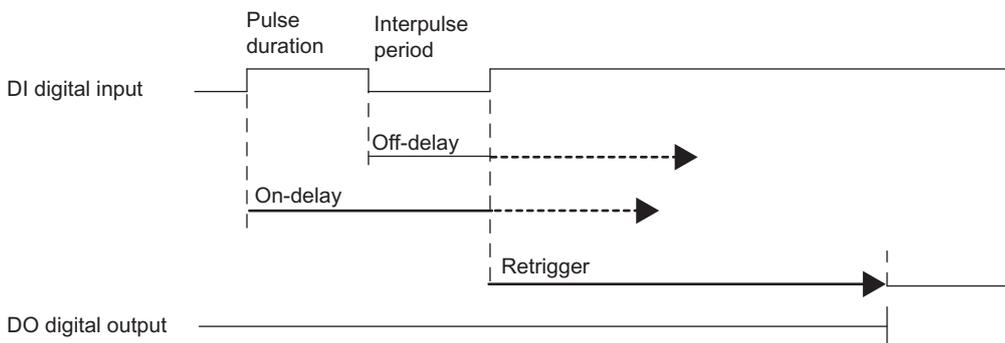 Pulse
duration
Interpulse
period
DI digital input
Off-delay
On-delay
Retrigger
DO digital output